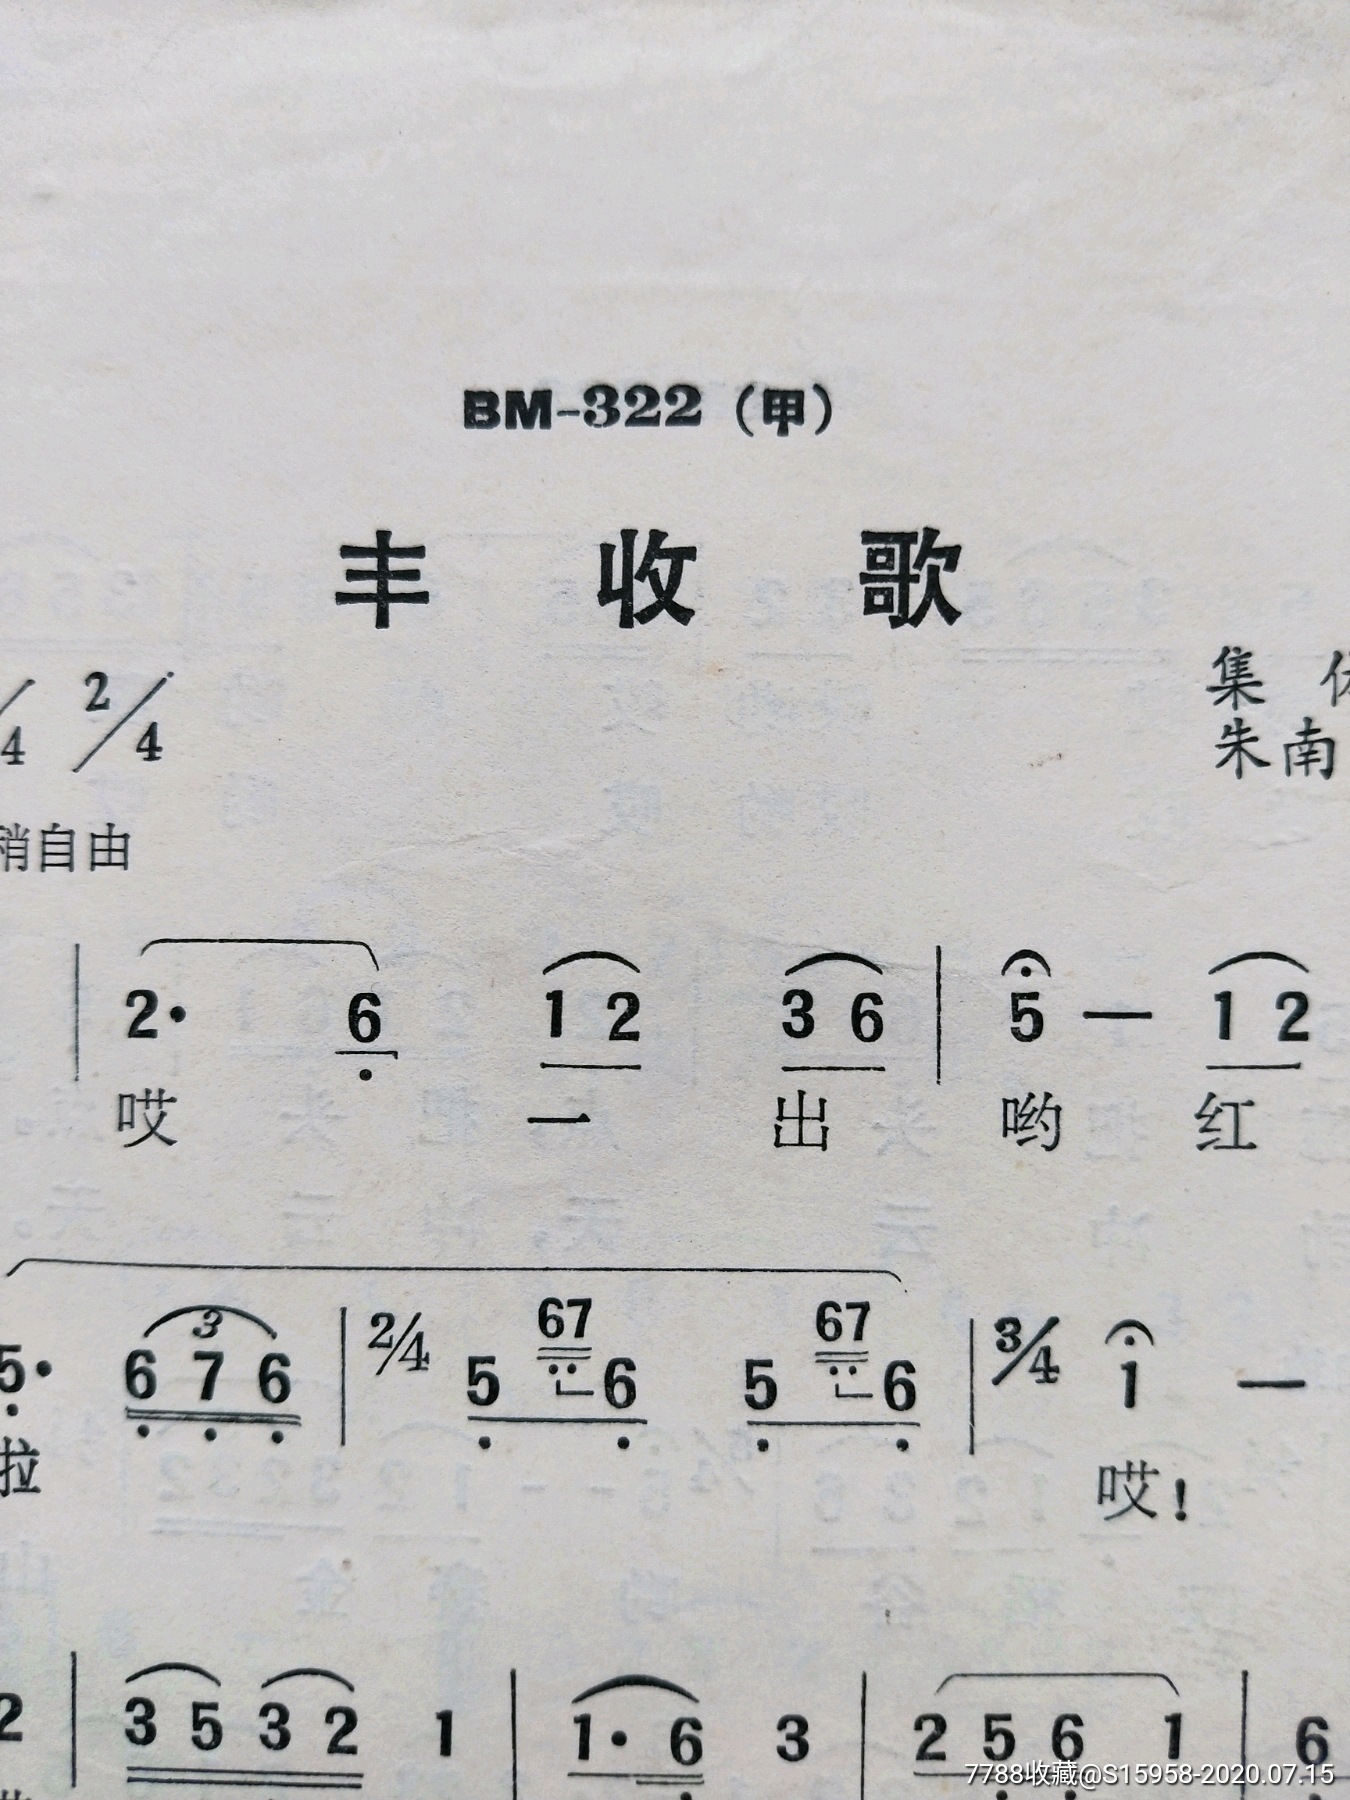 BM-322（甲）
丰 收 歌
4 2/4
集
朱南
稍自由
2· 6 1 2 3 6 5 — 1 2
哎 一 出 哟 红
5· 3 6 7 6 2/4 5 67 6 5 67 6 3/4 1 —
拉 哎！
2 3 5 3 2 1 1· 6 3 2 5 6 1 6
7788收藏@S15958-2020.07.15